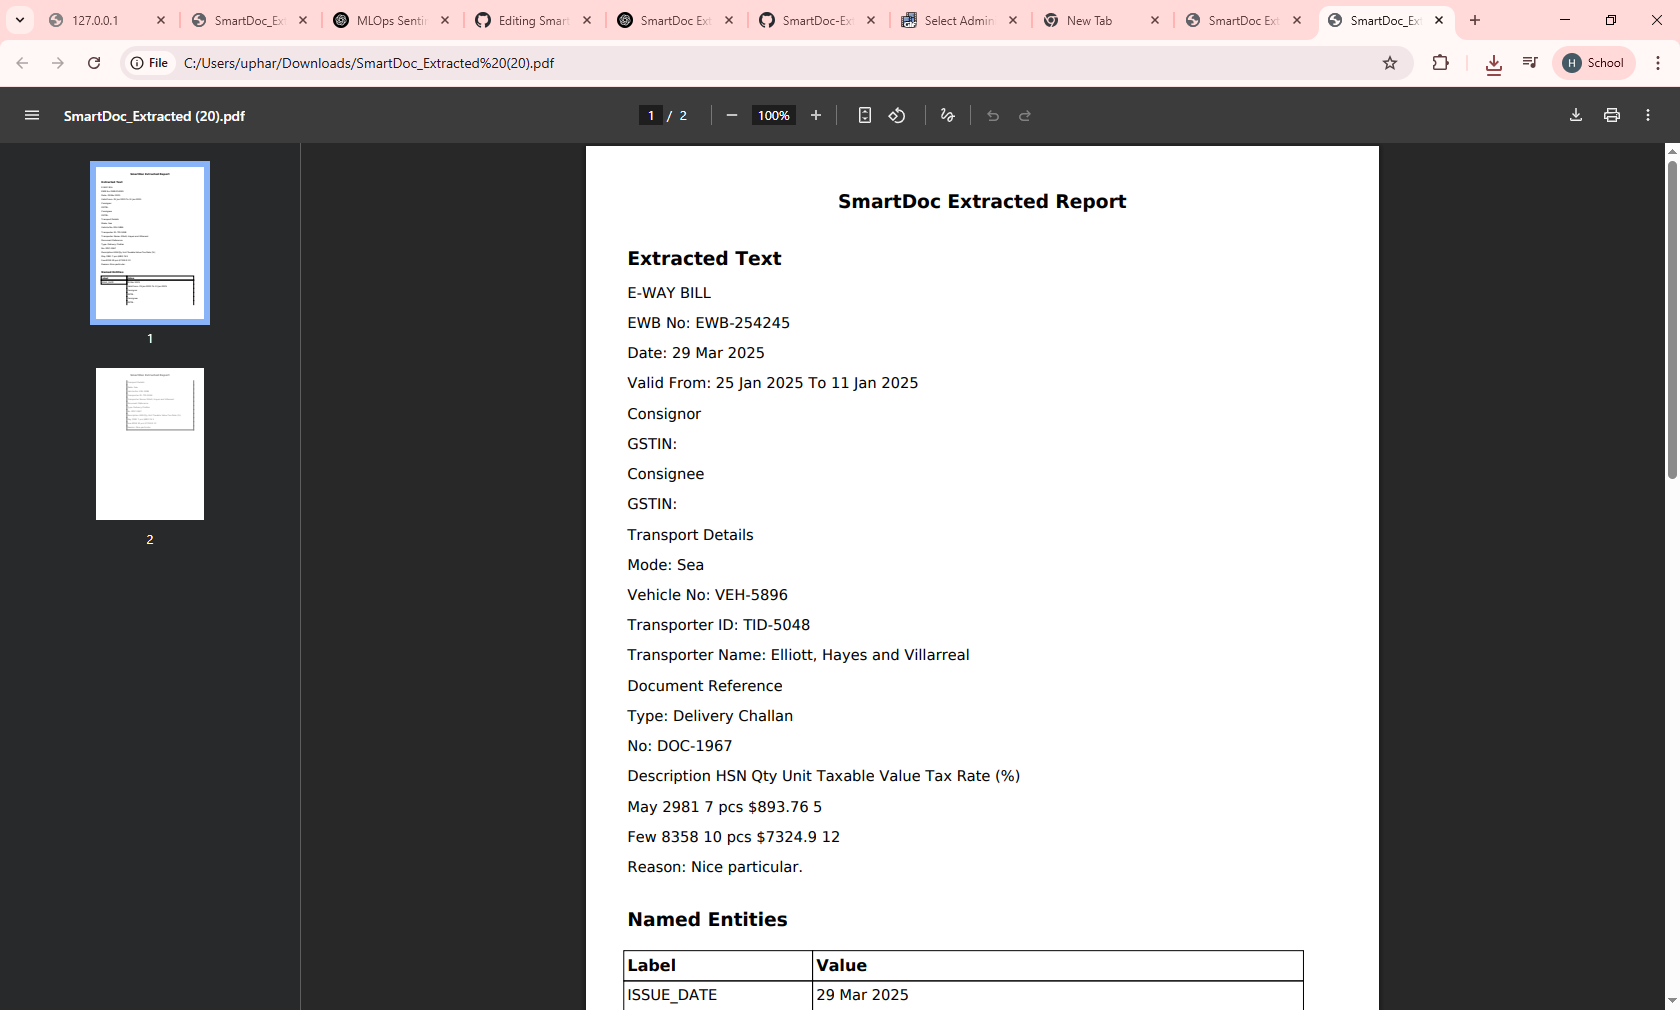 127.0.0.1
SmartDoc_Ex
MLOps Senti
Editing Smart
SmartDoc Ext
SmartDoc-Ex
Select Admin
New Tab
SmartDoc Ext
SmartDoc_Ex
File
C:/Users/uphar/Downloads/SmartDoc_Extracted%20(20).pdf
H School
SmartDoc_Extracted (20).pdf
1 / 2
100%
1
2
SmartDoc Extracted Report
Extracted Text
E-WAY BILL
EWB No: EWB-254245
Date: 29 Mar 2025
Valid From: 25 Jan 2025 To 11 Jan 2025
Consignor
GSTIN:
Consignee
GSTIN:
Transport Details
Mode: Sea
Vehicle No: VEH-5896
Transporter ID: TID-5048
Transporter Name: Elliott, Hayes and Villarreal
Document Reference
Type: Delivery Challan
No: DOC-1967
Description HSN Qty Unit Taxable Value Tax Rate (%)
May 2981 7 pcs $893.76 5
Few 8358 10 pcs $7324.9 12
Reason: Nice particular.
Named Entities
Label Value
ISSUE_DATE 29 Mar 2025